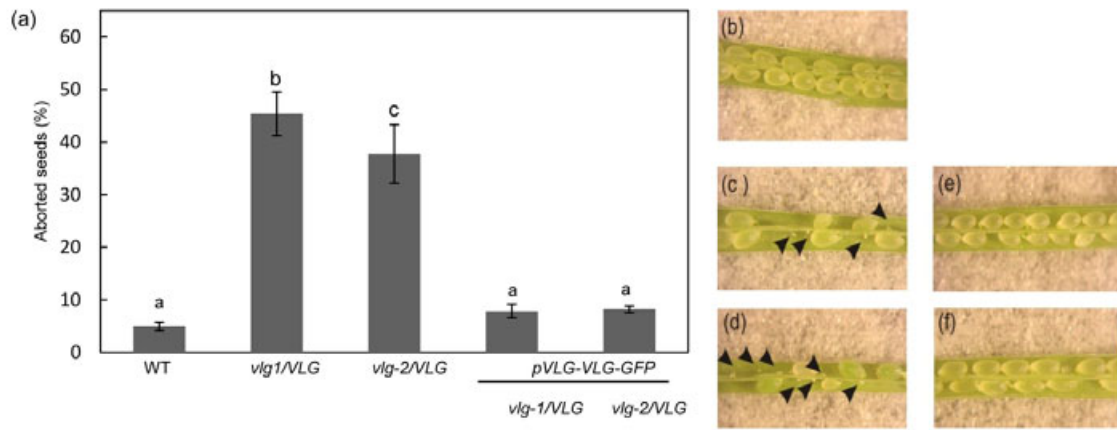 (a)
60
50
40
30
20
10
0
Aborted seeds (%)
a
b
c
a
a
WT
vlg1/VLG
vlg-2/VLG
pVLG-VLG-GFP
vlg-1/VLG
vlg-2/VLG
(b)
(c )
(e)
(d)
(f)